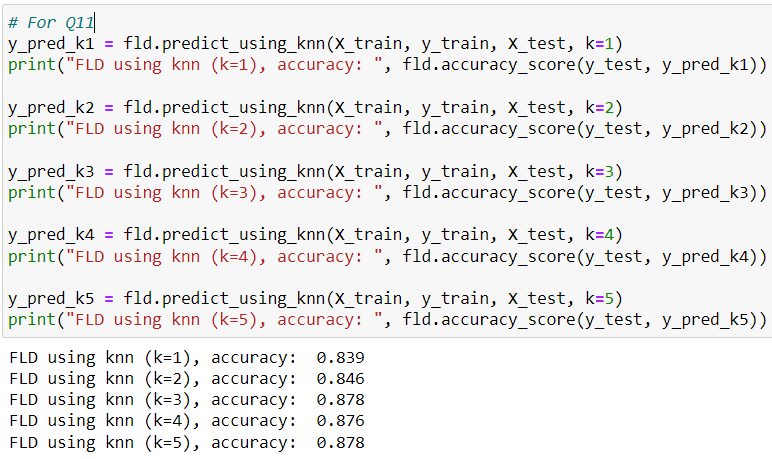 # For Q11
y_pred_k1 = fld.predict_using_knn(X_train, y_train, X_test, k=1)
print("FLD using knn (k=1), accuracy: ", fld.accuracy_score(y_test, y_pred_k1))
y_pred_k2 = fld.predict_using_knn(X_train, y_train, X_test, k=2)
print("FLD using knn (k=2), accuracy: ", fld.accuracy_score(y_test, y_pred_k2))
y_pred_k3 = fld.predict_using_knn(X_train, y_train, X_test, k=3)
print("FLD using knn (k=3), accuracy: ", fld.accuracy_score(y_test, y_pred_k3))
y_pred_k4 = fld.predict_using_knn(X_train, y_train, X_test, k=4)
print("FLD using knn (k=4), accuracy: ", fld.accuracy_score(y_test, y_pred_k4))
y_pred_k5 = fld.predict_using_knn(X_train, y_train, X_test, k=5)
print("FLD using knn (k=5), accuracy: ", fld.accuracy_score(y_test, y_pred_k5))
FLD using knn (k=1), accuracy:  0.839
FLD using knn (k=2), accuracy:  0.846
FLD using knn (k=3), accuracy:  0.878
FLD using knn (k=4), accuracy:  0.876
FLD using knn (k=5), accuracy:  0.878